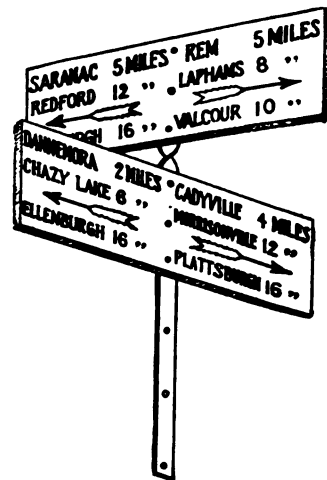 SARANAC 5 MILES • REM 5 MILES
REDFORD 12 " • LAPHAMS 8 "
16 " • VALCOUR 10 "
DANNEMORA 2 MILES • CADYVILLE 4 MILES
CHAZY LAKE 6 " • MORRISONVILLE 12 "
ELLENBURGH 16 " • PLATTSBURGH 16 "